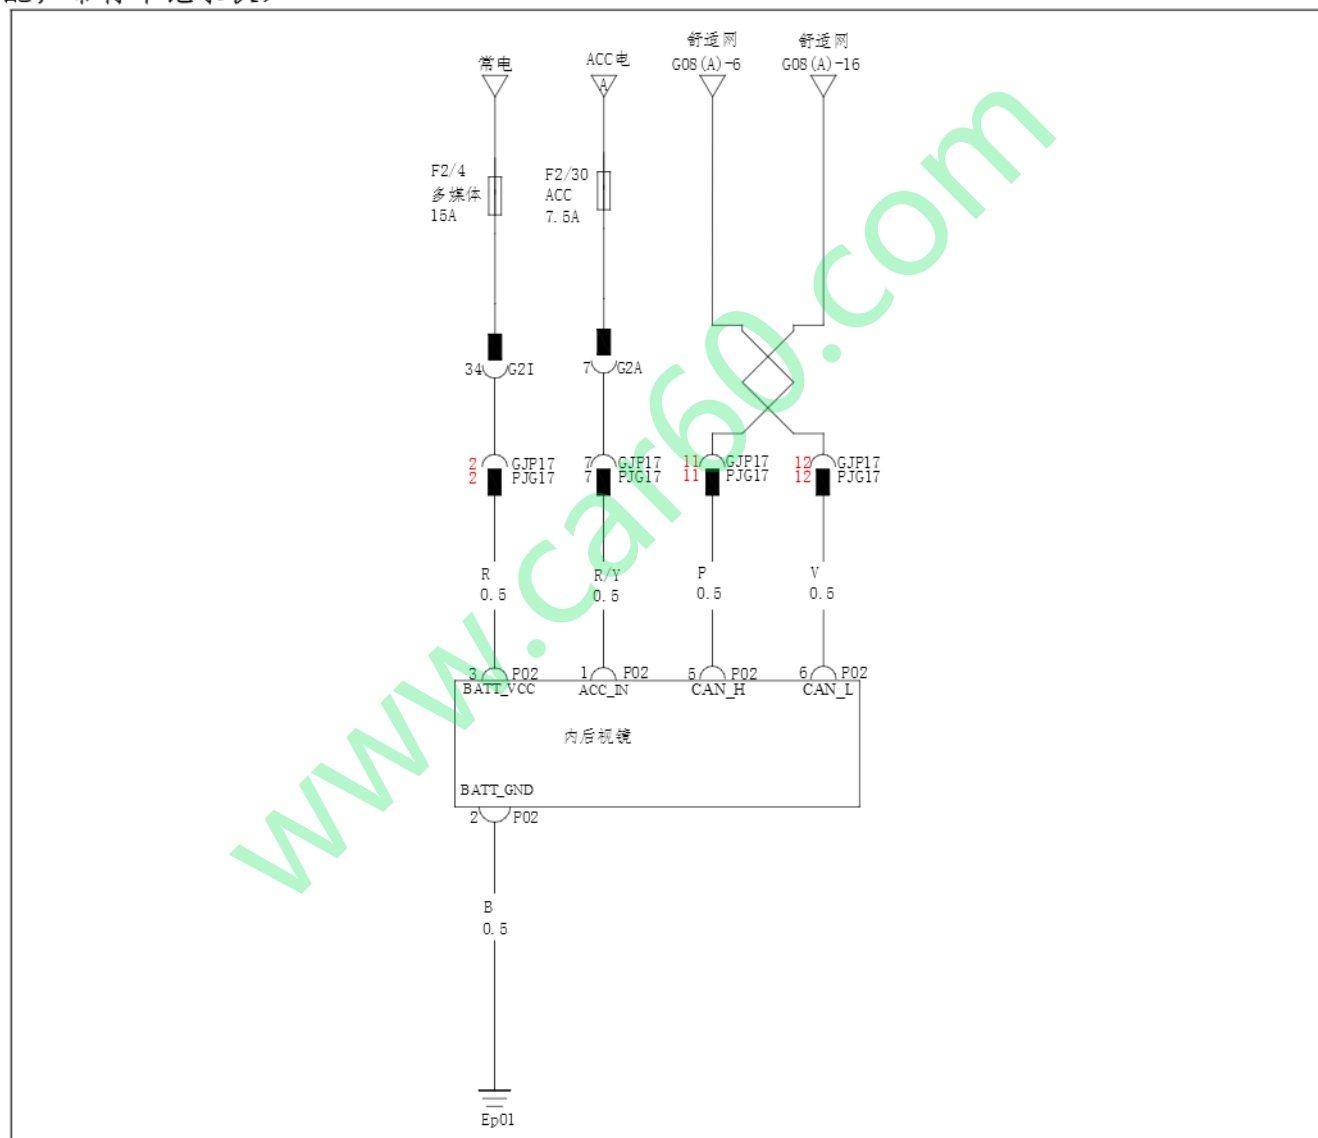 常电
ACC电
舒适网
G08(A)-6
舒适网
G08(A)-16
A
F2/4
多媒体
15A
F2/30
ACC
7.5A
34 G2I
7 G2A
2 GJP17
2 PJG17
7 GJP17
7 PJG17
11 GJP17
11 PJG17
12 GJP17
12 PJG17
R
0.5
R/Y
0.5
P
0.5
V
0.5
3 P02
BATT_VCC
1 P02
ACC_IN
5 P02
CAN_H
6 P02
CAN_L
内后视镜
BATT_GND
2 P02
B
0.5
Ep01
www.car60.com